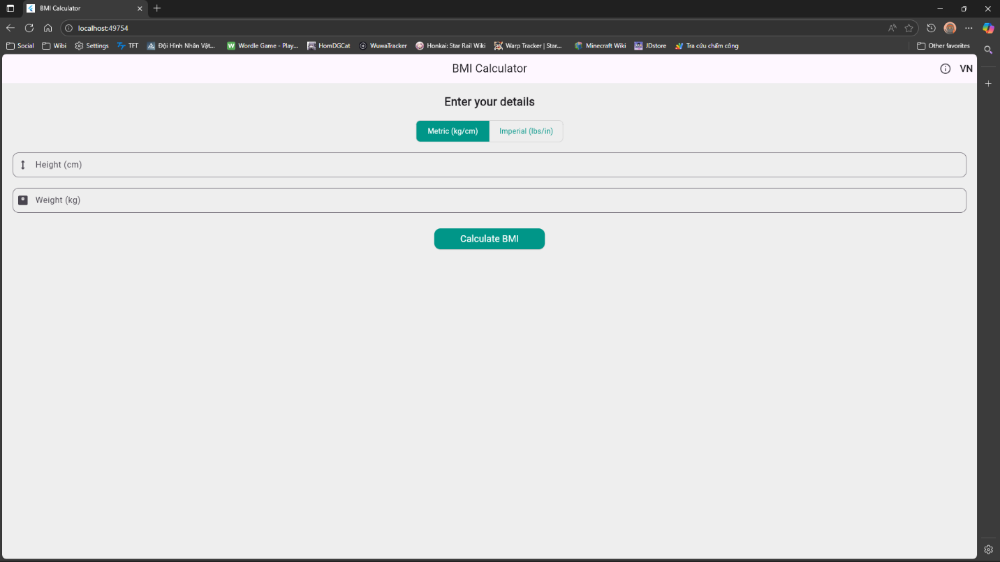 BMI Calculator
localhost:49754
Social Wibi Settings TFT Đội Hình Nhân Vật... Wordle Game - Play... HomDGCat WuwaTracker Honkai: Star Rail Wiki Warp Tracker | Star... Minecraft Wiki JDstore Tra cứu chấm công Other favorites
BMI Calculator VN
Enter your details
Metric (kg/cm) Imperial (lbs/in)
Height (cm)
Weight (kg)
Calculate BMI